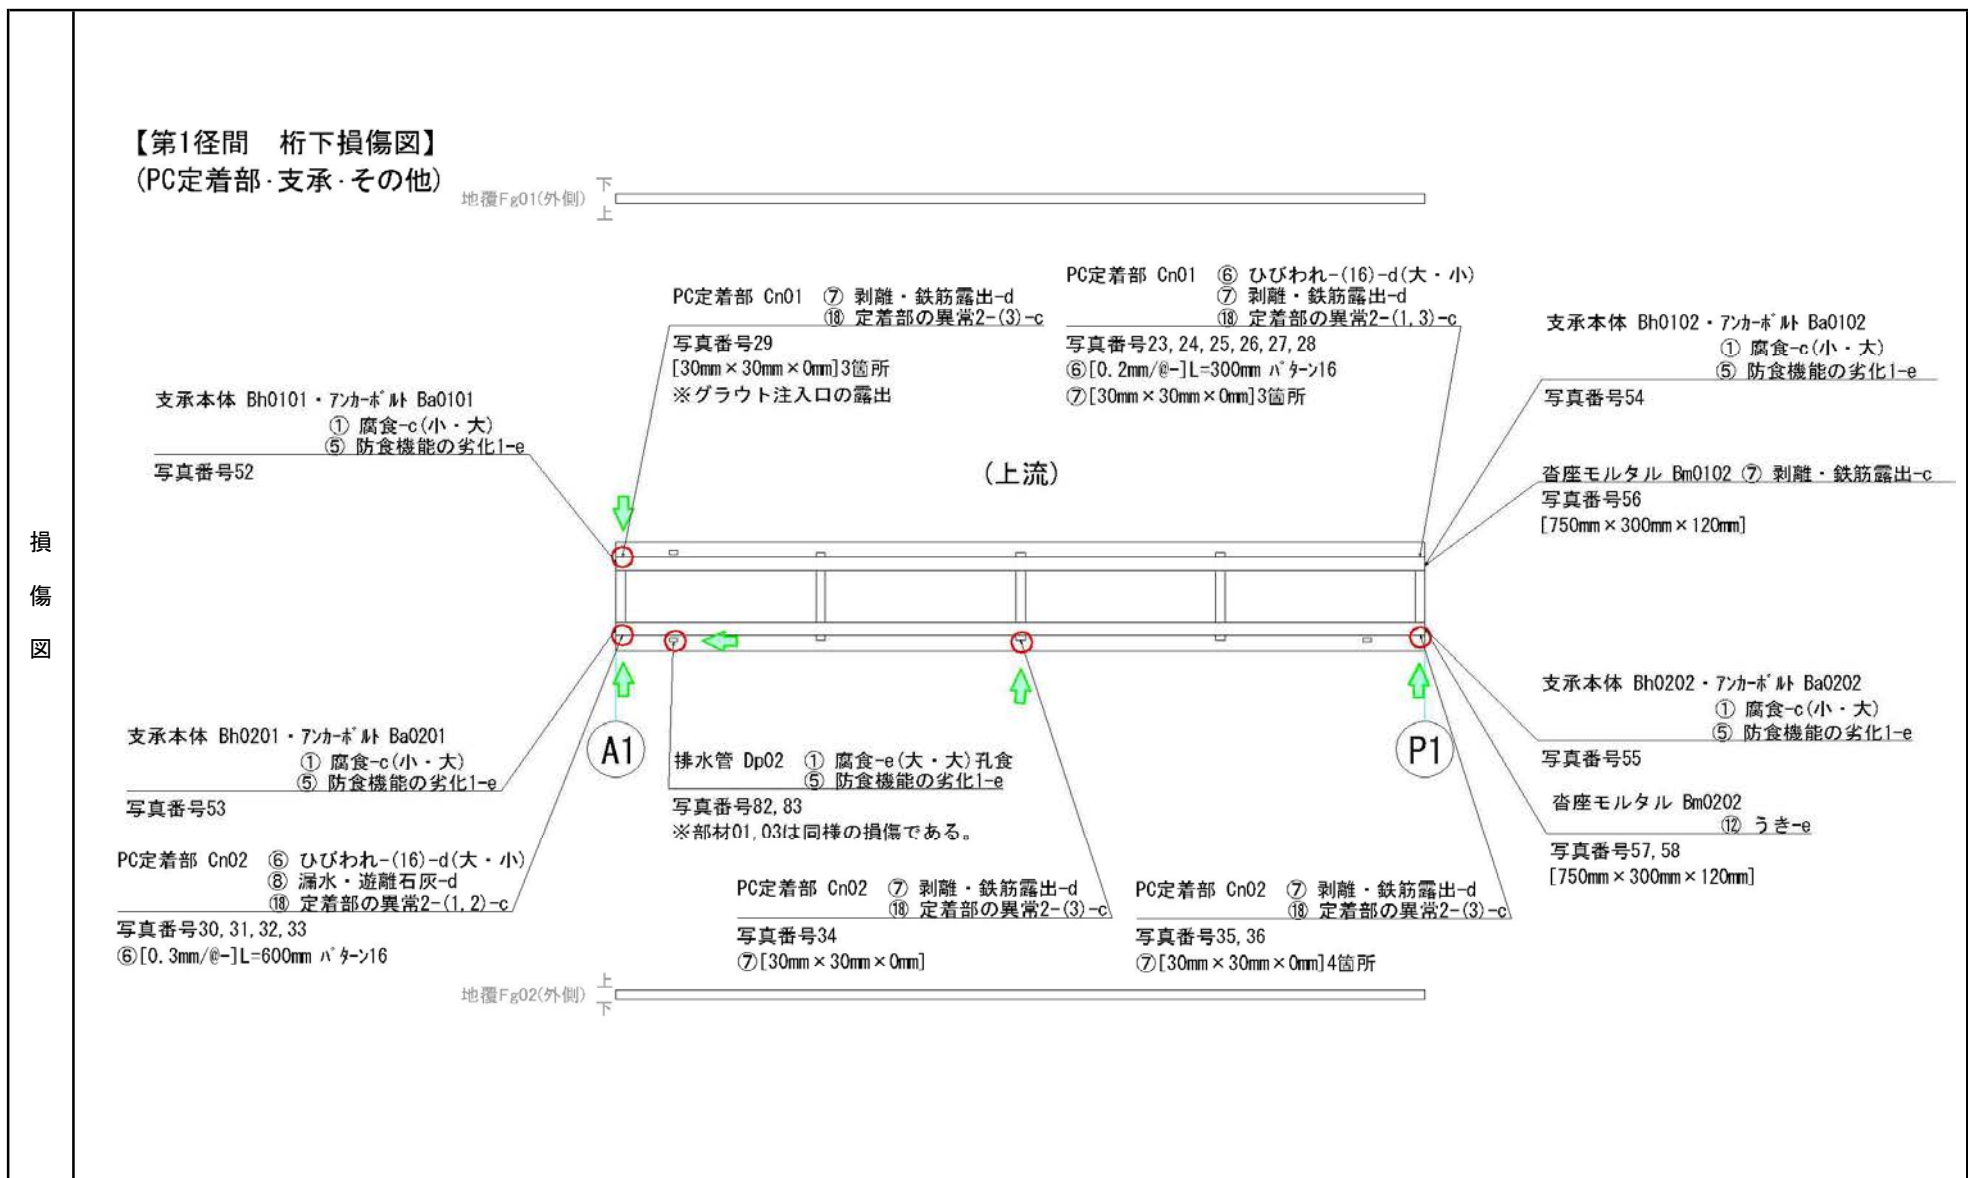 損
傷
図
【第1径間　桁下損傷図】
(PC定着部・支承・その他)
地覆Fg01(外側)
下
上
PC定着部 Cn01　⑦ 剥離・鉄筋露出-d
⑱ 定着部の異常2-(3)-c
写真番号29
[30mm×30mm×0mm]3箇所
※グラウト注入口の露出
PC定着部 Cn01　⑥ ひびわれ-(16)-d(大・小)
⑦ 剥離・鉄筋露出-d
⑱ 定着部の異常2-(1,3)-c
写真番号23,24,25,26,27,28
⑥[0.2mm/@-]L=300mm ﾊﾟﾀｰﾝ16
⑦[30mm×30mm×0mm]3箇所
支承本体 Bh0102・ｱﾝｶｰﾎﾞﾙﾄ Ba0102
① 腐食-c(小・大)
⑤ 防食機能の劣化1-e
写真番号54
支承本体 Bh0101・ｱﾝｶｰﾎﾞﾙﾄ Ba0101
① 腐食-c(小・大)
⑤ 防食機能の劣化1-e
写真番号52
(上流)
沓座モルタル Bm0102 ⑦ 剥離・鉄筋露出-c
写真番号56
[750mm×300mm×120mm]
A1
P1
支承本体 Bh0201・ｱﾝｶｰﾎﾞﾙﾄ Ba0201
① 腐食-c(小・大)
⑤ 防食機能の劣化1-e
写真番号53
排水管 Dp02　① 腐食-e(大・大)孔食
⑤ 防食機能の劣化1-e
写真番号82,83
※部材01,03は同様の損傷である。
支承本体 Bh0202・ｱﾝｶｰﾎﾞﾙﾄ Ba0202
① 腐食-c(小・大)
⑤ 防食機能の劣化1-e
写真番号55
沓座モルタル Bm0202
⑫ うき-e
写真番号57,58
[750mm×300mm×120mm]
PC定着部 Cn02　⑥ ひびわれ-(16)-d(大・小)
⑧ 漏水・遊離石灰-d
⑱ 定着部の異常2-(1,2)-c
写真番号30,31,32,33
⑥[0.3mm/@-]L=600mm ﾊﾟﾀｰﾝ16
PC定着部 Cn02　⑦ 剥離・鉄筋露出-d
⑱ 定着部の異常2-(3)-c
写真番号34
⑦[30mm×30mm×0mm]
PC定着部 Cn02　⑦ 剥離・鉄筋露出-d
⑱ 定着部の異常2-(3)-c
写真番号35,36
⑦[30mm×30mm×0mm]4箇所
地覆Fg02(外側)
上
下